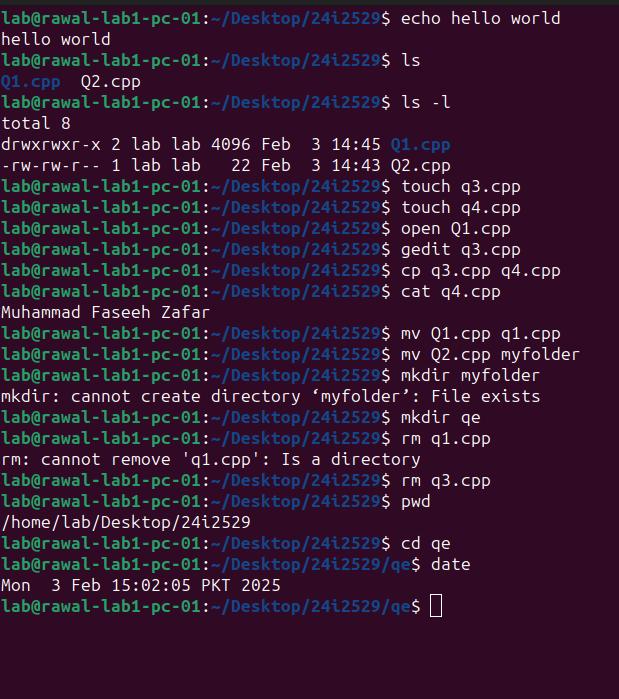 lab@rawal-lab1-pc-01:~/Desktop/24i2529$ echo hello world
hello world
lab@rawal-lab1-pc-01:~/Desktop/24i2529$ ls
Q1.cpp  Q2.cpp
lab@rawal-lab1-pc-01:~/Desktop/24i2529$ ls -l
total 8
drwxrwxr-x 2 lab lab 4096 Feb  3 14:45 Q1.cpp
-rw-rw-r-- 1 lab lab   22 Feb  3 14:43 Q2.cpp
lab@rawal-lab1-pc-01:~/Desktop/24i2529$ touch q3.cpp
lab@rawal-lab1-pc-01:~/Desktop/24i2529$ touch q4.cpp
lab@rawal-lab1-pc-01:~/Desktop/24i2529$ open Q1.cpp
lab@rawal-lab1-pc-01:~/Desktop/24i2529$ gedit q3.cpp
lab@rawal-lab1-pc-01:~/Desktop/24i2529$ cp q3.cpp q4.cpp
lab@rawal-lab1-pc-01:~/Desktop/24i2529$ cat q4.cpp
Muhammad Faseeh Zafar
lab@rawal-lab1-pc-01:~/Desktop/24i2529$ mv Q1.cpp q1.cpp
lab@rawal-lab1-pc-01:~/Desktop/24i2529$ mv Q2.cpp myfolder
lab@rawal-lab1-pc-01:~/Desktop/24i2529$ mkdir myfolder
mkdir: cannot create directory ‘myfolder’: File exists
lab@rawal-lab1-pc-01:~/Desktop/24i2529$ mkdir qe
lab@rawal-lab1-pc-01:~/Desktop/24i2529$ rm q1.cpp
rm: cannot remove 'q1.cpp': Is a directory
lab@rawal-lab1-pc-01:~/Desktop/24i2529$ rm q3.cpp
lab@rawal-lab1-pc-01:~/Desktop/24i2529$ pwd
/home/lab/Desktop/24i2529
lab@rawal-lab1-pc-01:~/Desktop/24i2529$ cd qe
lab@rawal-lab1-pc-01:~/Desktop/24i2529/qe$ date
Mon  3 Feb 15:02:05 PKT 2025
lab@rawal-lab1-pc-01:~/Desktop/24i2529/qe$